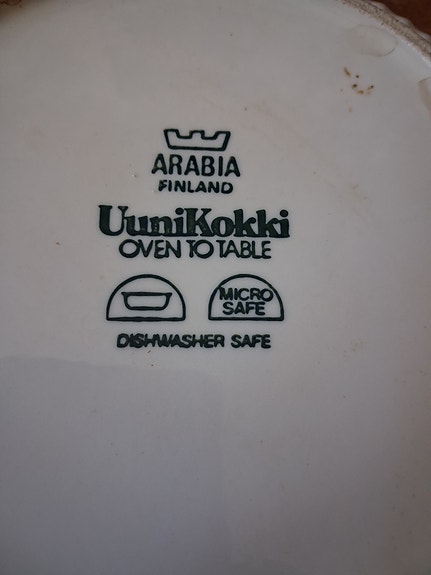 ARABIA
FINLAND
UuniKokki
OVEN TO TABLE
MICRO
SAFE
DISHWASHER SAFE